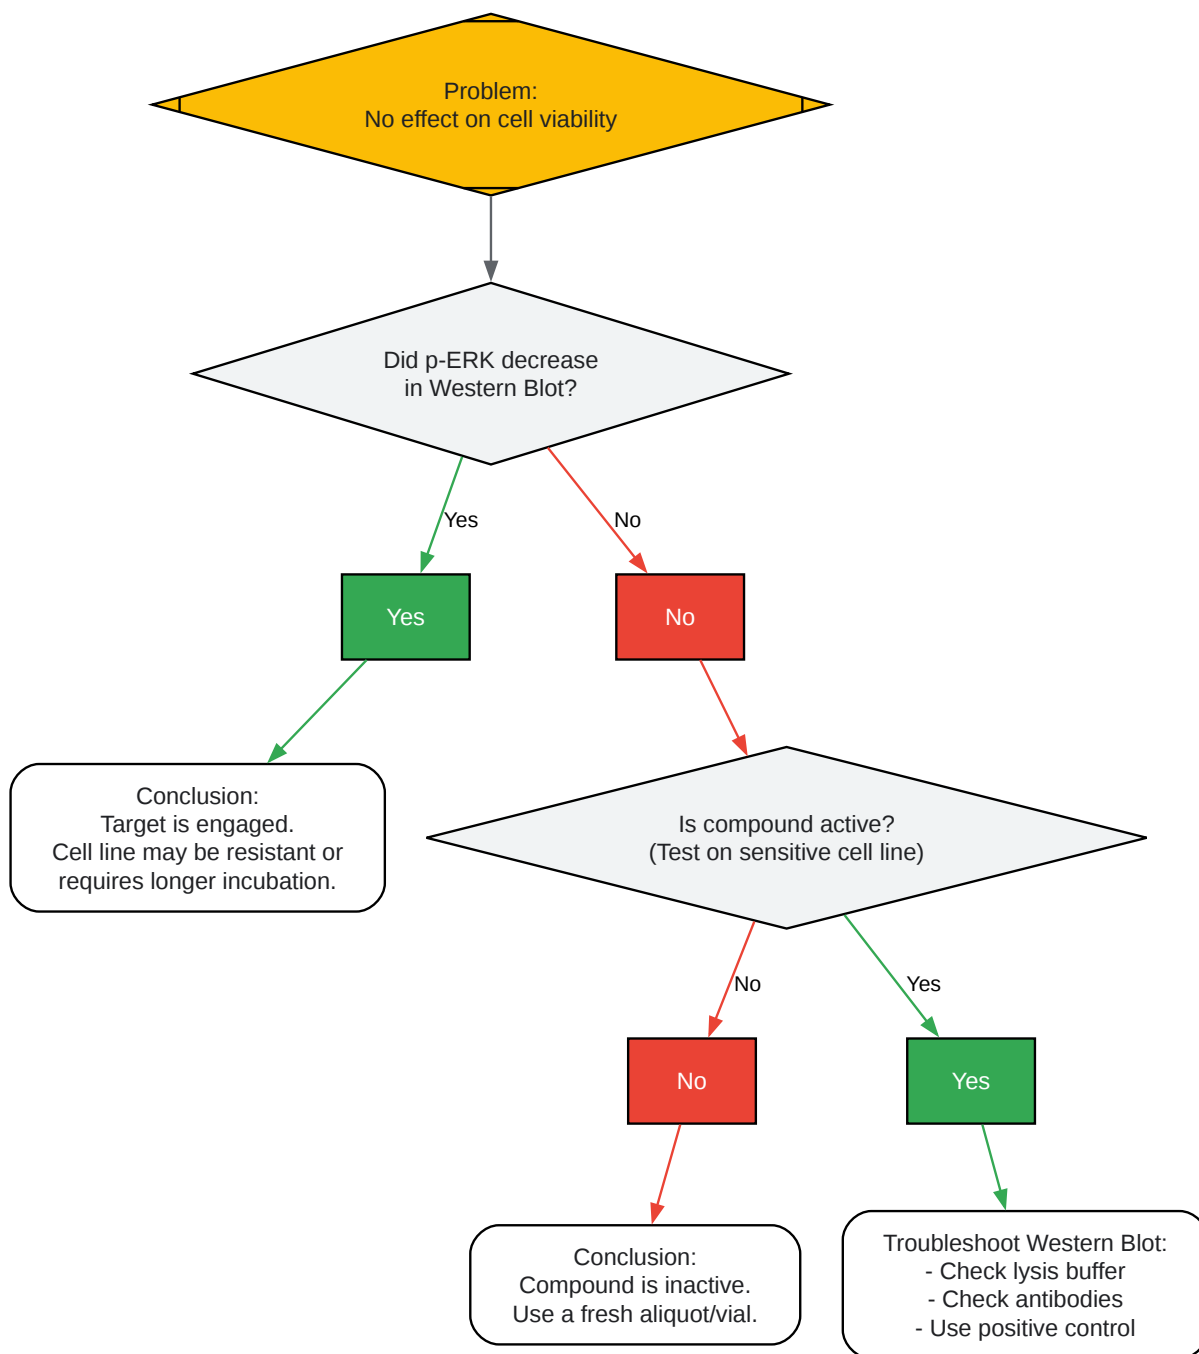 Problem:
No effect on cell viability
Did p-ERK decrease
in Western Blot?
Yes
No
Yes
No
Conclusion:
Target is engaged.
Cell line may be resistant or
requires longer incubation.
Is compound active?
(Test on sensitive cell line)
No
Yes
No
Yes
Conclusion:
Compound is inactive.
Use a fresh aliquot/vial.
Troubleshoot Western Blot:
- Check lysis buffer
- Check antibodies
- Use positive control